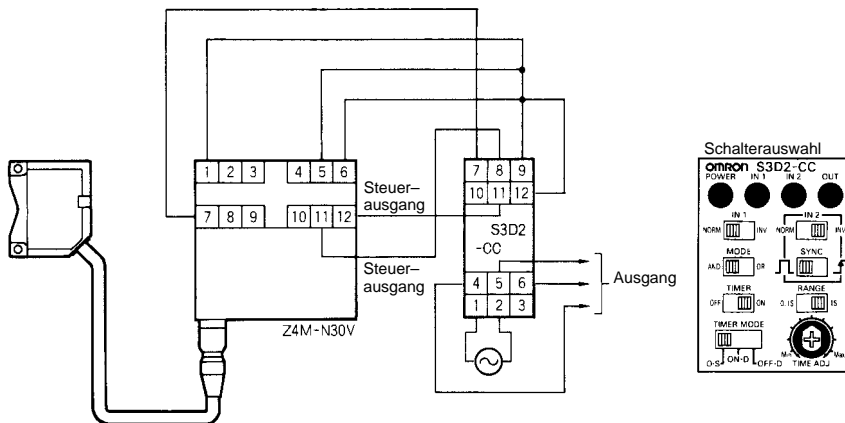 1 2 3 4 5 6
7 8 9 10 11 12
Steuer–
ausgang
Steuer–
ausgang
Z4M-N30V
7 8 9
10 11 12
S3D2
-CC
4 5 6
1 2 3
Ausgang
Schalterauswahl
OMRON S3D2-CC
POWER IN 1 IN 2 OUT
IN 1
NORM INV
IN 2
NORM INV
MODE
AND OR
SYNC
TIMER
OFF ON
RANGE
0.1S 1S
TIMER MODE
O·S ON·D OFF·D
Min Max
TIME ADJ